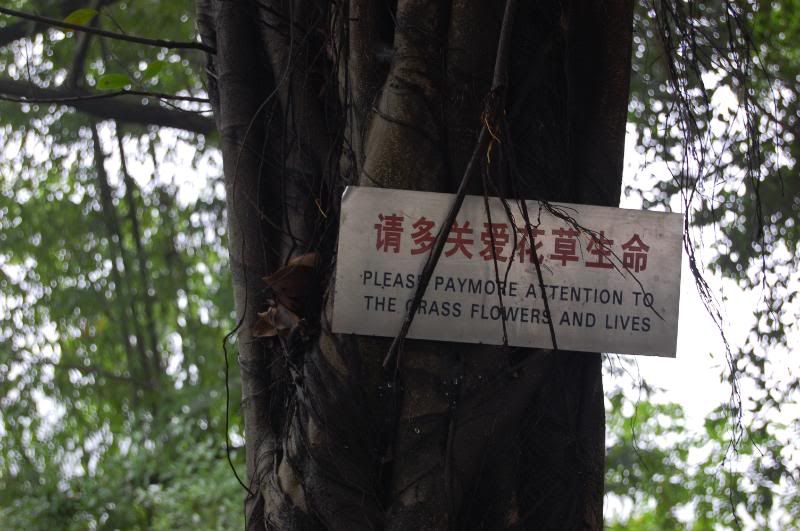 请多关爱花草生命
PLEASE PAYMORE ATTENTION TO
THE GRASS FLOWERS AND LIVES